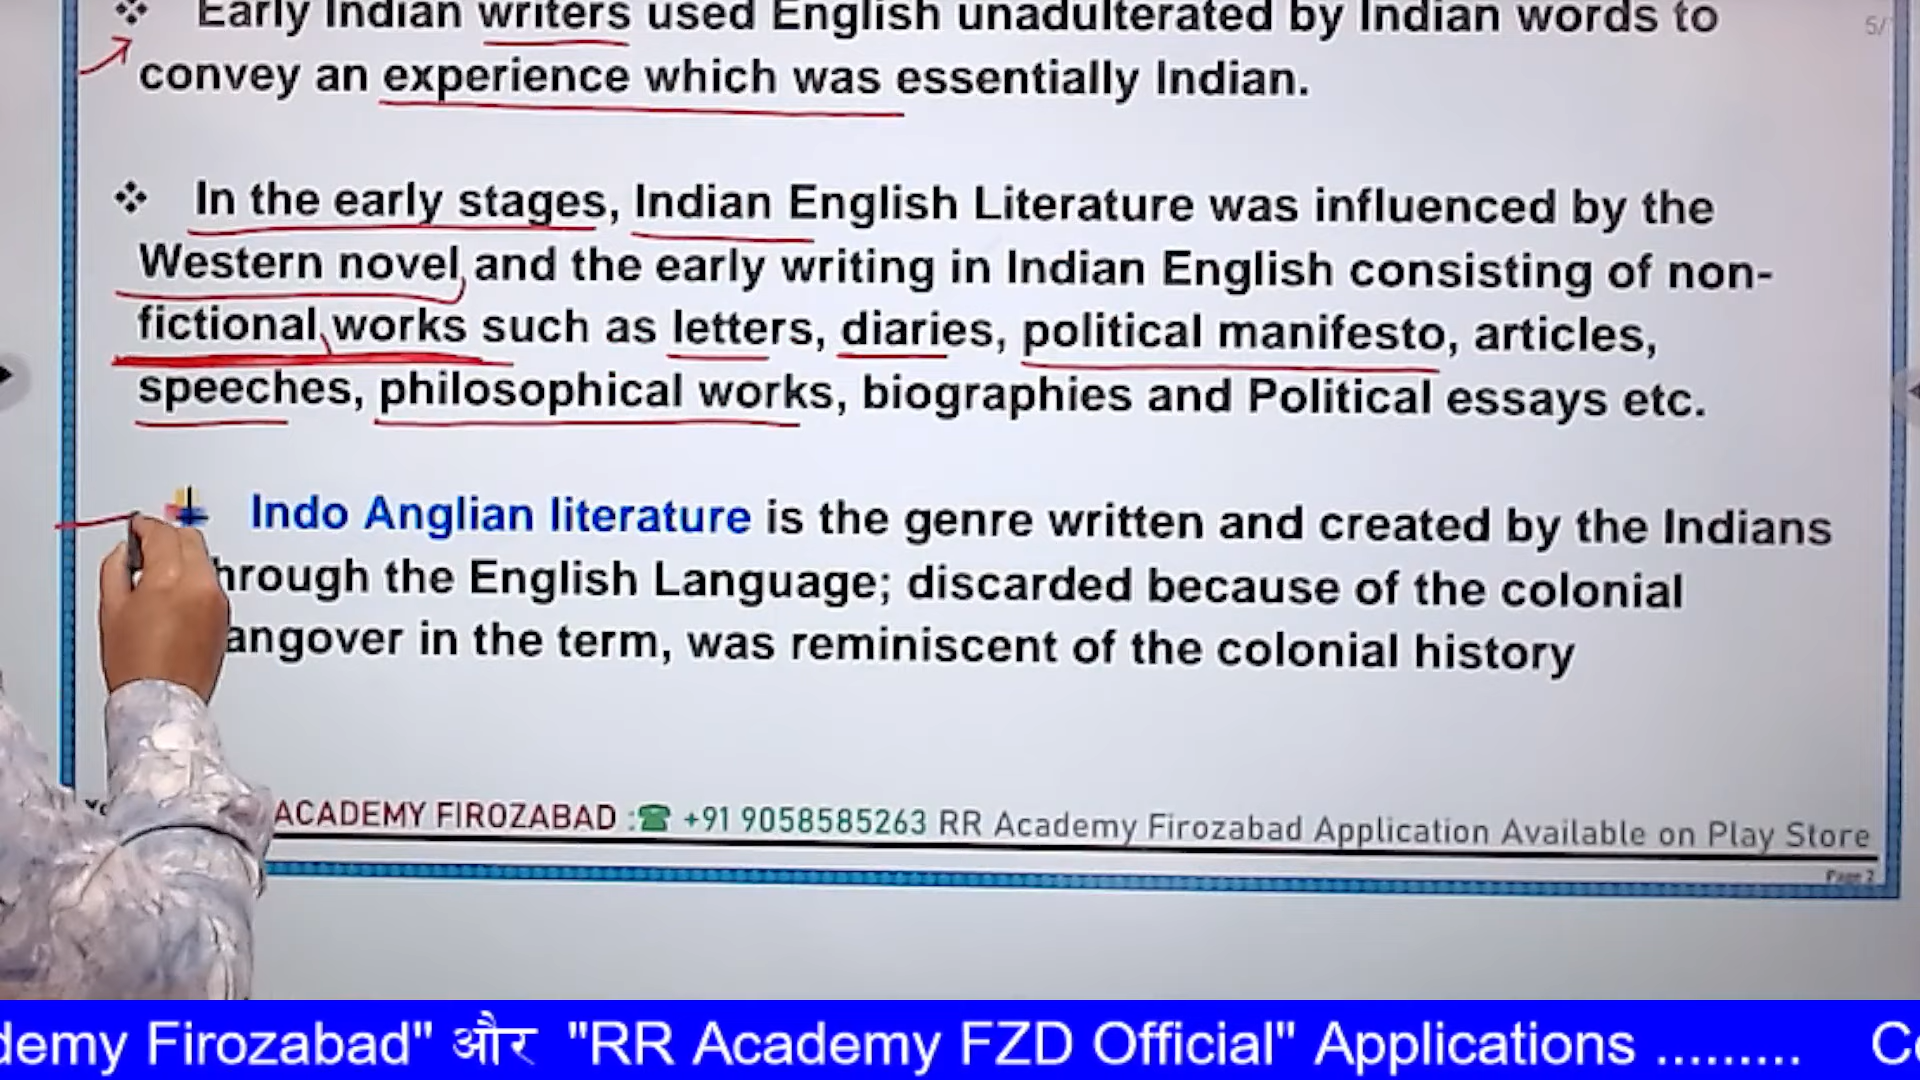 Early Indian writers used English unadulterated by Indian words to
5/
convey an experience which was essentially Indian.
In the early stages, Indian English Literature was influenced by the
Western novel, and the early writing in Indian English consisting of non-
fictional works such as letters, diaries, political manifesto, articles,
speeches, philosophical works, biographies and Political essays etc.
Indo Anglian literature is the genre written and created by the Indians
hrough the English Language; discarded because of the colonial
angover in the term, was reminiscent of the colonial history
ACADEMY FIROZABAD :☎ +91 9058585263 RR Academy Firozabad Application Available on Play Store
Page 2
demy Firozabad" और "RR Academy FZD Official" Applications ......... Co